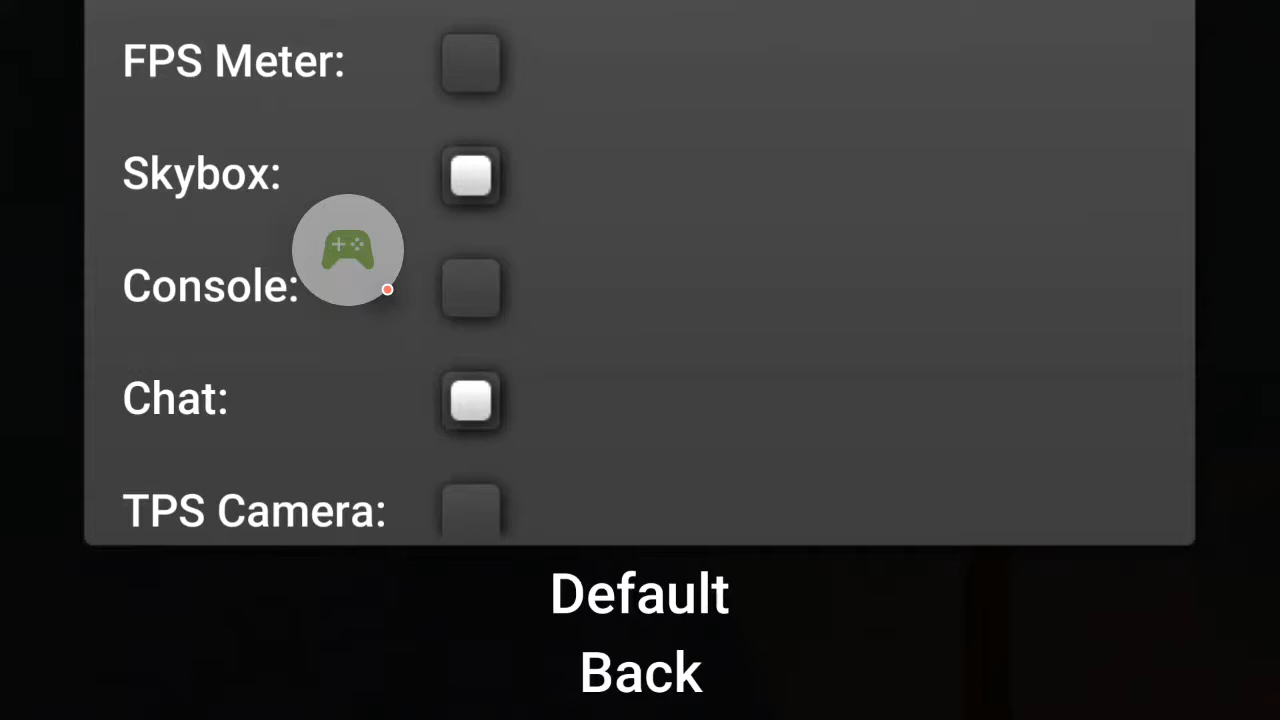 FPS Meter:
Skybox:
Console:
Chat:
TPS Camera:
Default
Back